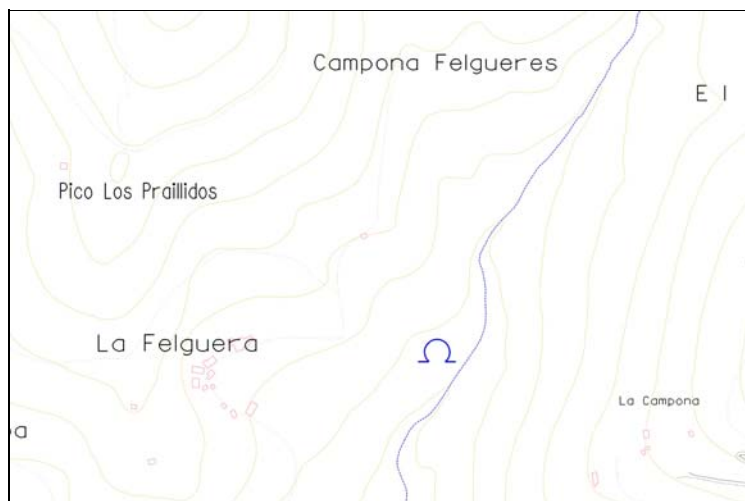 Campona Felgueres
E l
Pico Los Praillidos
La Felguera
Ω
La Campona